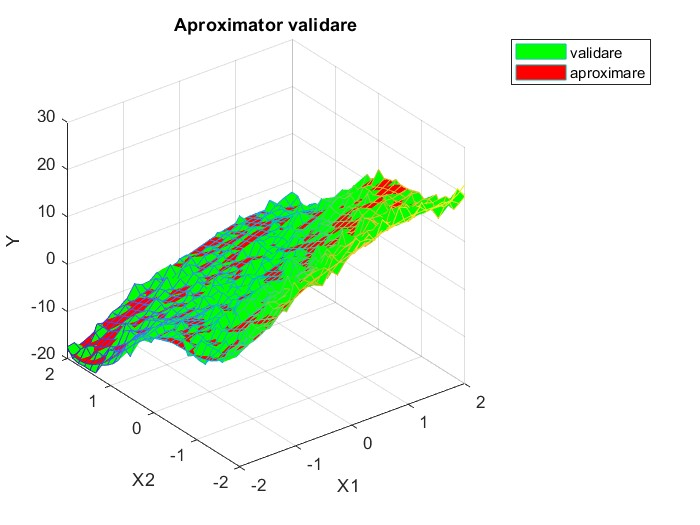 Aproximator validare
validare
aproximare
30
20
10
0
-10
-20
Y
2
1
0
-1
-2
X2
-2
-1
0
1
2
X1